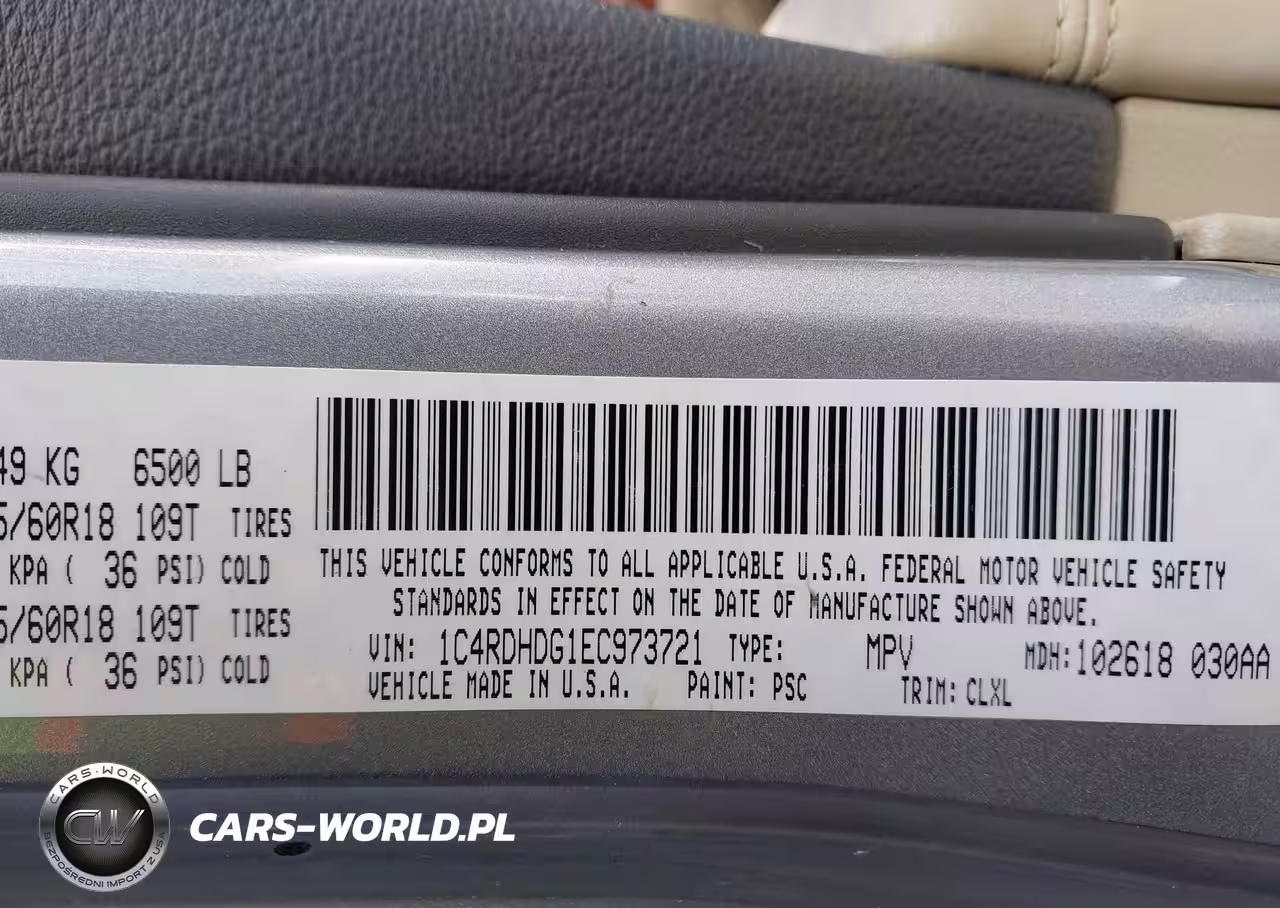 49 KG 6500 LB
5/60R18 109T TIRES
KPA ( 36 PSI) COLD
5/60R18 109T TIRES
KPA ( 36 PSI) COLD
THIS VEHICLE CONFORMS TO ALL APPLICABLE U.S.A. FEDERAL MOTOR VEHICLE SAFETY
STANDARDS IN EFFECT ON THE DATE OF MANUFACTURE SHOWN ABOVE.
VIN: 1C4RDHDG1EC973721 TYPE: MPV MDH:102618 030AA
VEHICLE MADE IN U.S.A. PAINT: PSC TRIM: CLXL
CARS-WORLD
CW
BEZPOŚREDNI IMPORT Z USA
CARS-WORLD.PL